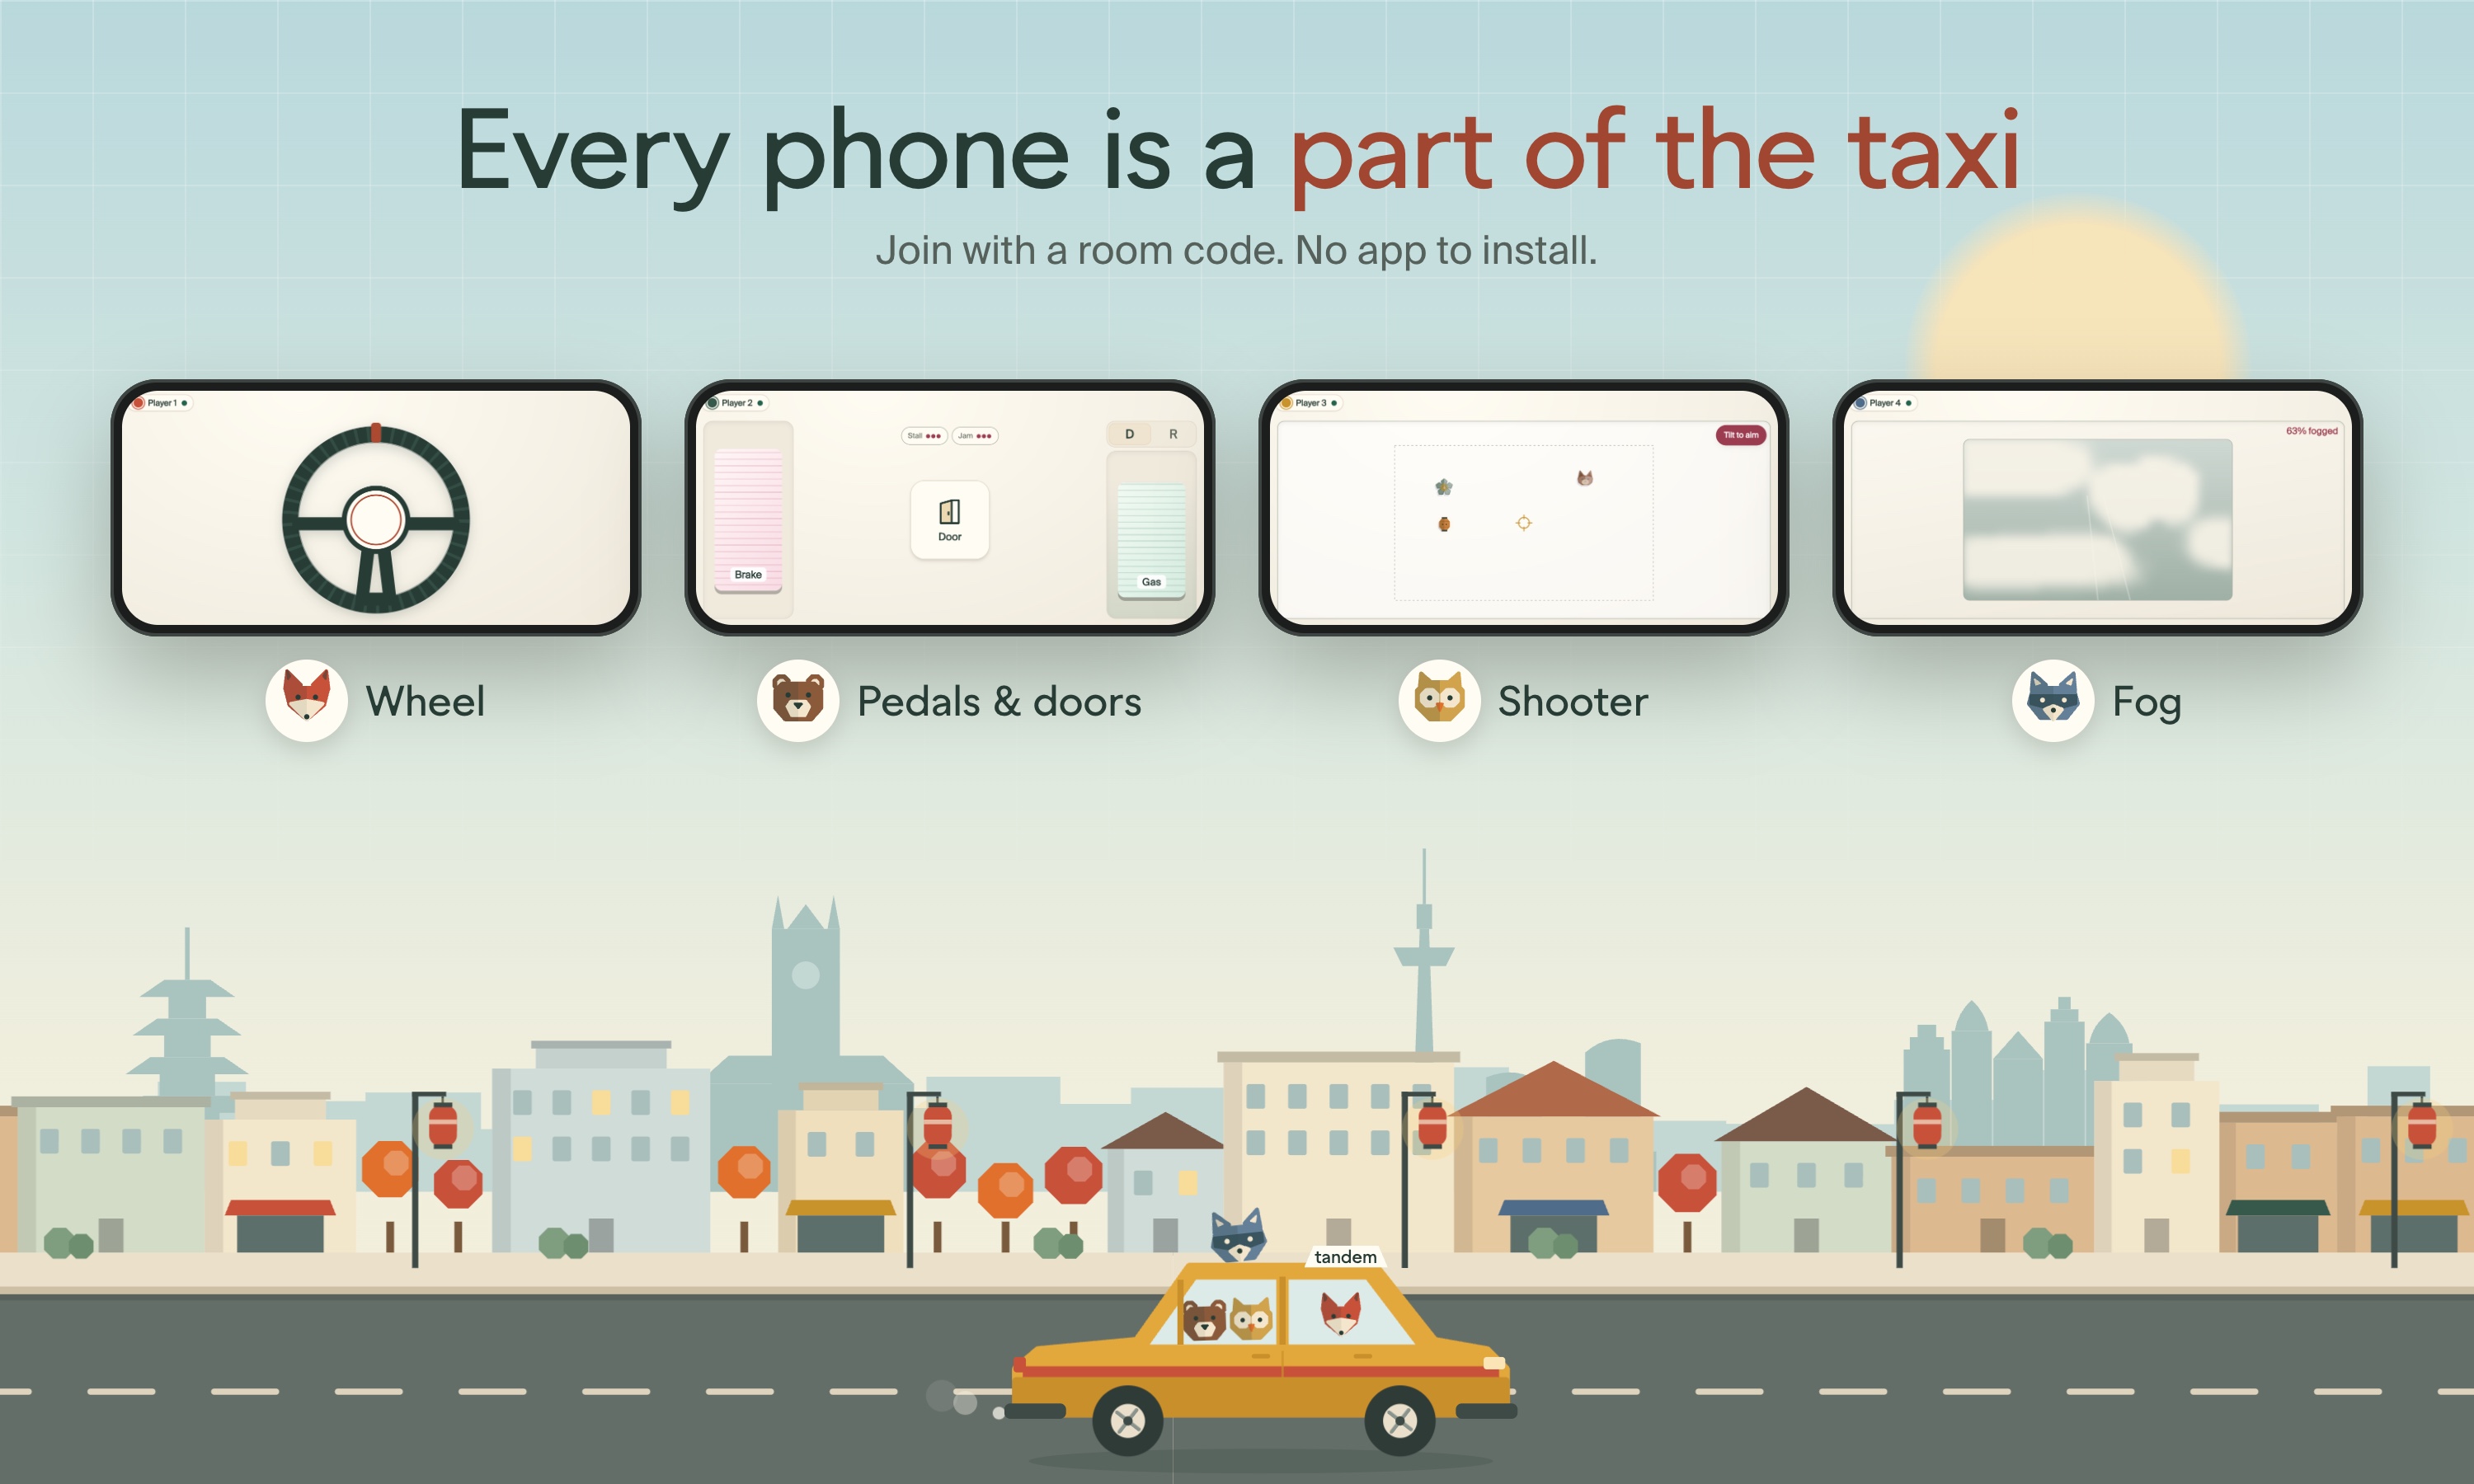 Every phone is a part of the taxi
Join with a room code. No app to install.
Player 1
Player 2
Stall
Jam
D R
Brake
Door
Gas
Player 3
Tilt to aim
Player 4
63% fogged
Wheel
Pedals & doors
Shooter
Fog
tandem